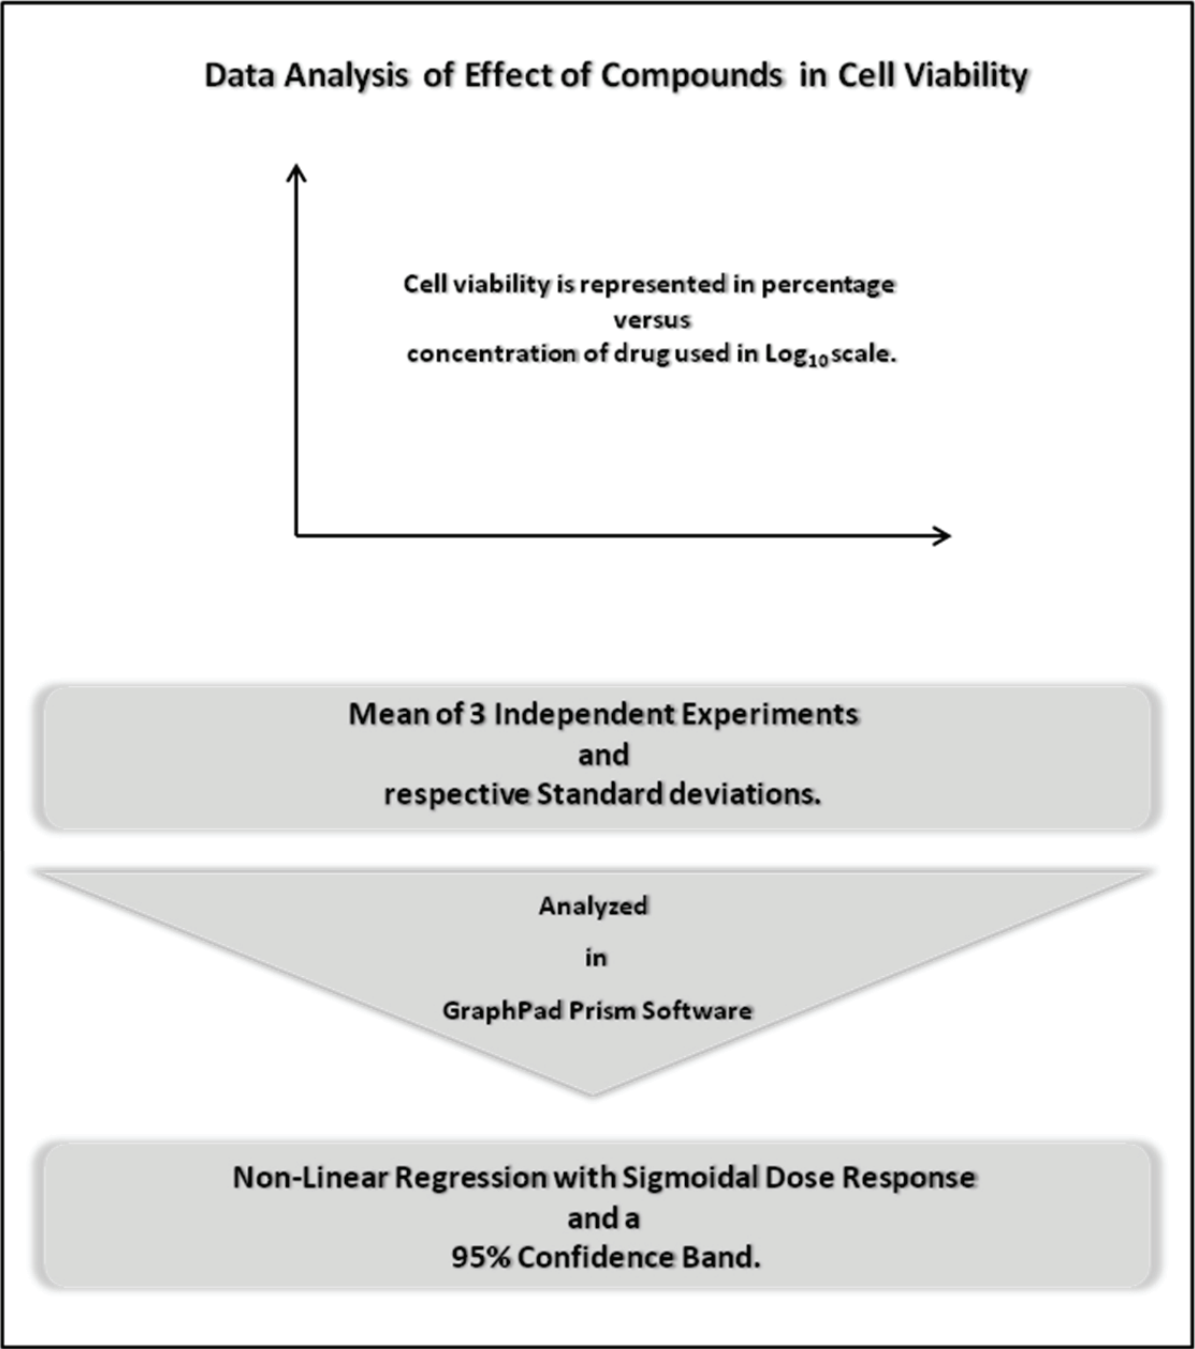 Data Analysis of Effect of Compounds in Cell Viability
Cell viability is represented in percentage
versus
concentration of drug used in Log₁₀ scale.
Mean of 3 Independent Experiments
and
respective Standard deviations.
Analyzed
in
GraphPad Prism Software
Non-Linear Regression with Sigmoidal Dose Response
and a
95% Confidence Band.